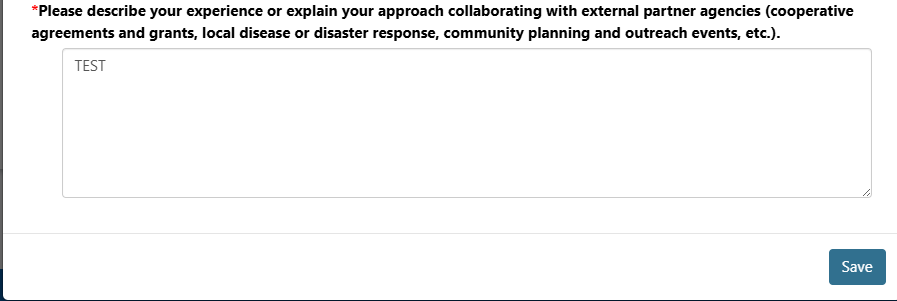 *Please describe your experience or explain your approach collaborating with external partner agencies (cooperative
agreements and grants, local disease or disaster response, community planning and outreach events, etc.).
TEST
Save